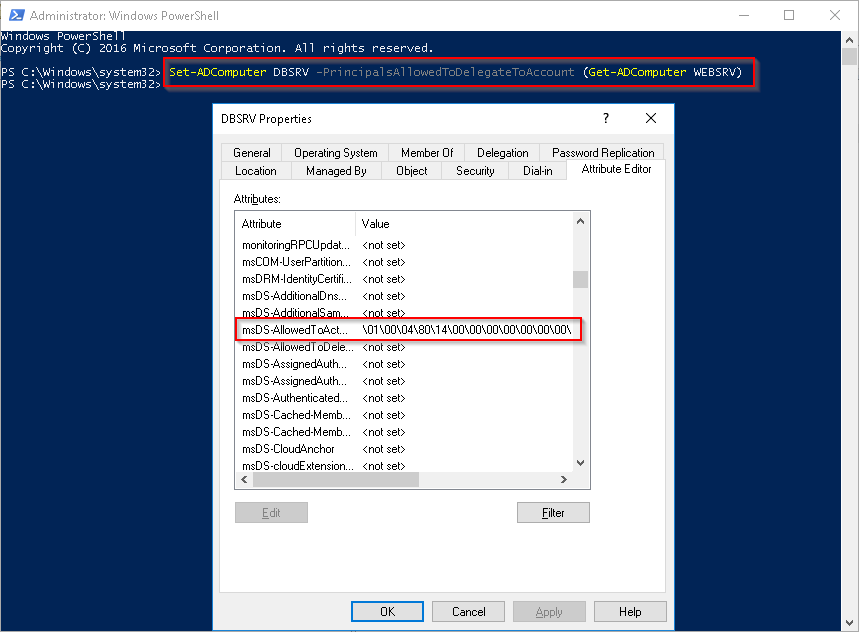 Administrator: Windows PowerShell
Windows PowerShell
Copyright (C) 2016 Microsoft Corporation. All rights reserved.
PS C:\Windows\system32> Set-ADComputer DBSRV -PrincipalsAllowedToDelegateToAccount (Get-ADComputer WEBSRV)
PS C:\Windows\system32>
DBSRV Properties
?
General Operating System Member Of Delegation Password Replication
Location Managed By Object Security Dial-in Attribute Editor
Attributes:
Attribute Value
monitoringRPCUpdat... <not set>
msCOM-UserPartition... <not set>
msDRM-IdentityCertifi... <not set>
msDS-AdditionalDns... <not set>
msDS-AdditionalSam... <not set>
msDS-AllowedToAct... \01\00\04\80\14\00\00\00\00\00\00\00\
msDS-AllowedToDele... <not set>
msDS-AssignedAuth... <not set>
msDS-AssignedAuth... <not set>
msDS-Authenticated... <not set>
msDS-Cached-Memb... <not set>
msDS-Cached-Memb... <not set>
msDS-CloudAnchor <not set>
msDS-cloudExtension... <not set>
Edit Filter
OK Cancel Apply Help